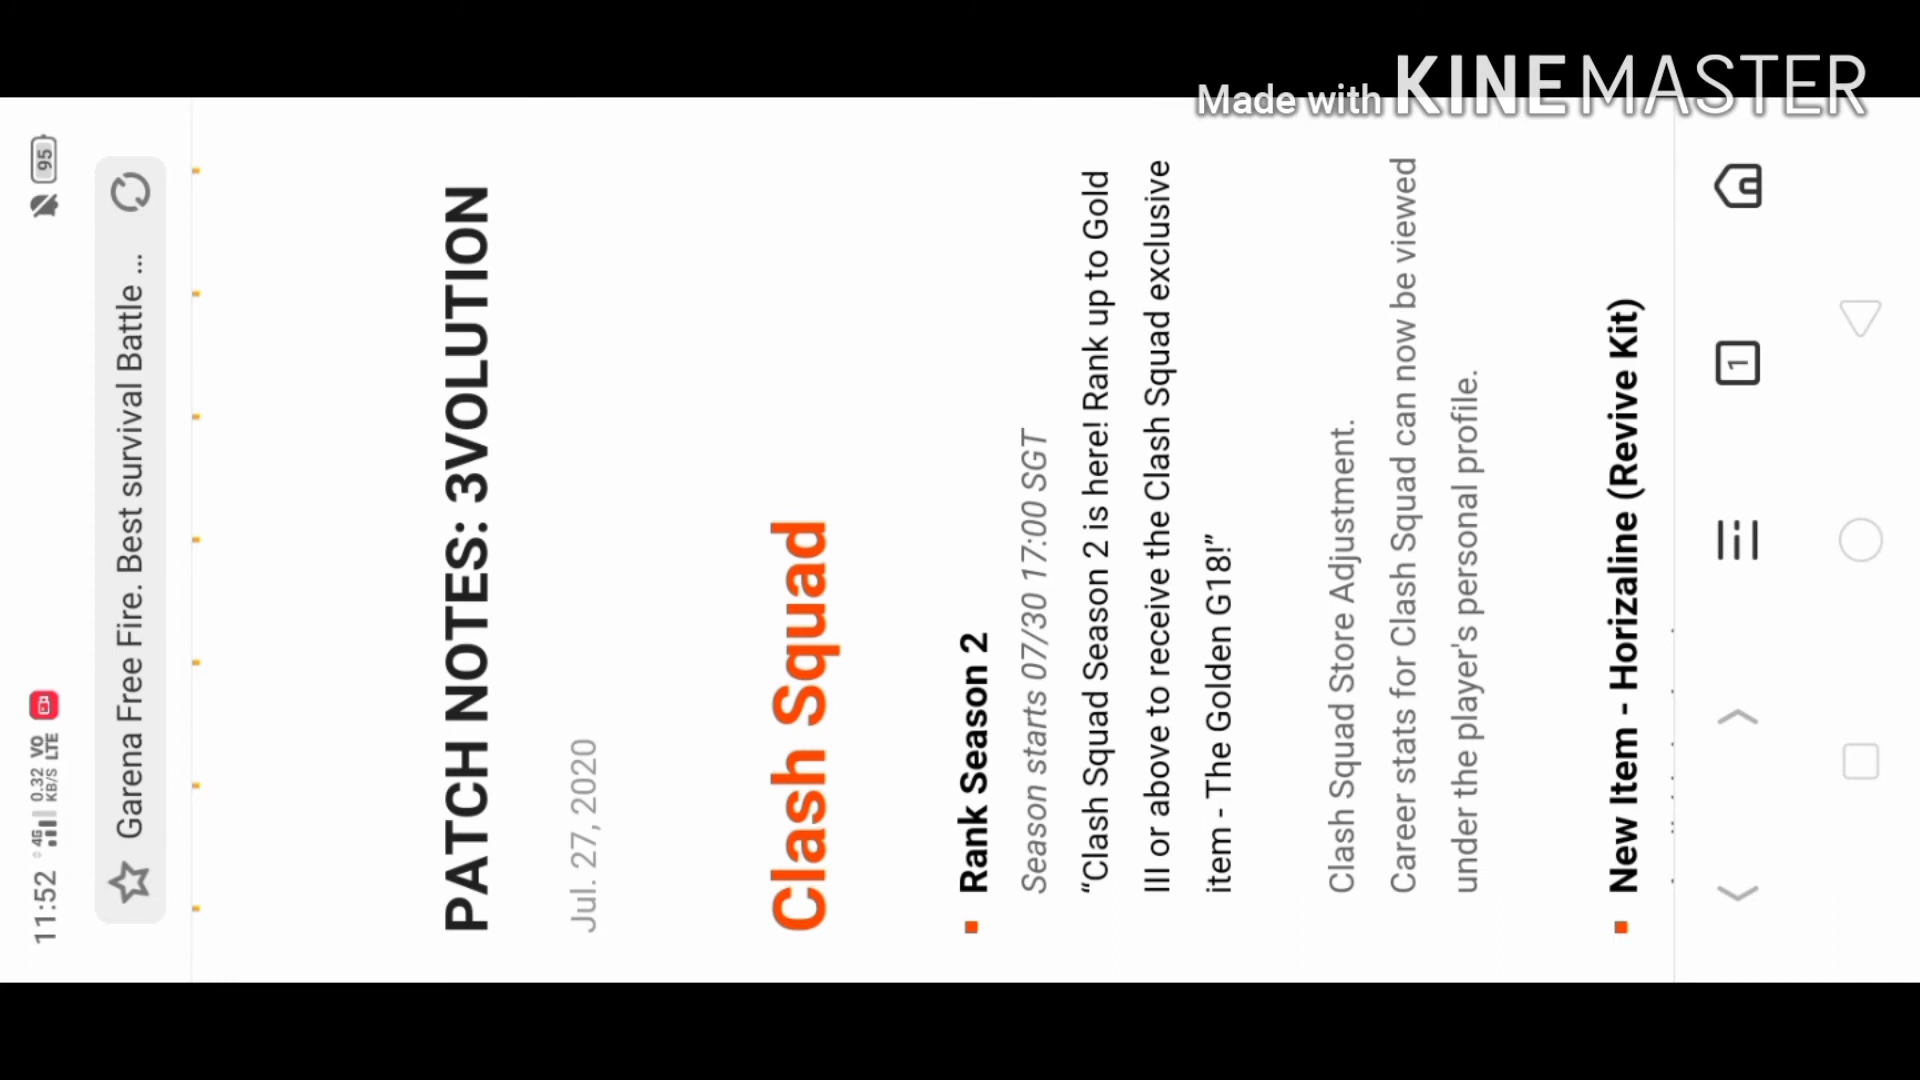 Made with KINEMASTER
11:52 4G 0.32 KB/S VO LTE 95
Garena Free Fire. Best survival Battle ...
PATCH NOTES: 3VOLUTION
Jul. 27, 2020
Clash Squad
Rank Season 2
Season starts 07/30 17:00 SGT
“Clash Squad Season 2 is here! Rank up to Gold
III or above to receive the Clash Squad exclusive
item - The Golden G18!”
Clash Squad Store Adjustment.
Career stats for Clash Squad can now be viewed
under the player's personal profile.
New Item - Horizaline (Revive Kit)
1